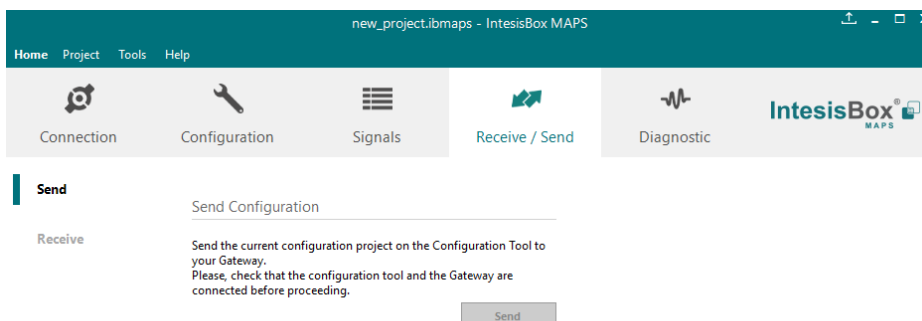 new_project.ibmaps - IntesisBox MAPS
Home Project Tools Help
Connection Configuration Signals Receive / Send Diagnostic
IntesisBox®
MAPS
Send
Send Configuration
Receive
Send the current configuration project on the Configuration Tool to
your Gateway.
Please, check that the configuration tool and the Gateway are
connected before proceeding.
Send